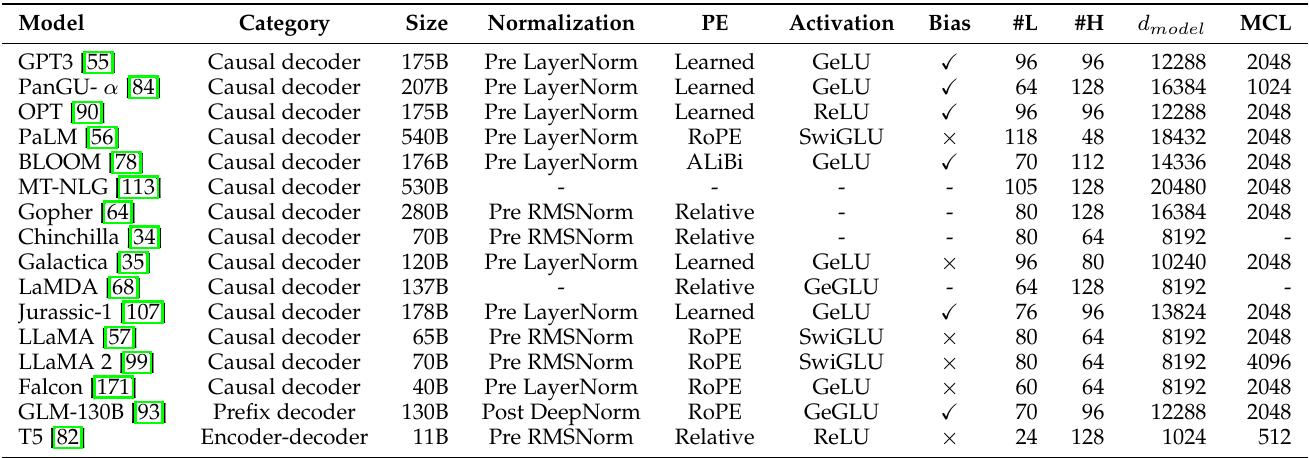 Model Category Size Normalization PE Activation Bias #L #H d_model MCL
GPT3 [55] Causal decoder 175B Pre LayerNorm Learned GeLU ✓ 96 96 12288 2048
PanGU- α [84] Causal decoder 207B Pre LayerNorm Learned GeLU ✓ 64 128 16384 1024
OPT [90] Causal decoder 175B Pre LayerNorm Learned ReLU ✓ 96 96 12288 2048
PaLM [56] Causal decoder 540B Pre LayerNorm RoPE SwiGLU × 118 48 18432 2048
BLOOM [78] Causal decoder 176B Pre LayerNorm ALiBi GeLU ✓ 70 112 14336 2048
MT-NLG [113] Causal decoder 530B - - - - 105 128 20480 2048
Gopher [64] Causal decoder 280B Pre RMSNorm Relative - - 80 128 16384 2048
Chinchilla [34] Causal decoder 70B Pre RMSNorm Relative - - 80 64 8192 -
Galactica [35] Causal decoder 120B Pre LayerNorm Learned GeLU × 96 80 10240 2048
LaMDA [68] Causal decoder 137B - Relative GeGLU - 64 128 8192 -
Jurassic-1 [107] Causal decoder 178B Pre LayerNorm Learned GeLU ✓ 76 96 13824 2048
LLaMA [57] Causal decoder 65B Pre RMSNorm RoPE SwiGLU × 80 64 8192 2048
LLaMA 2 [99] Causal decoder 70B Pre RMSNorm RoPE SwiGLU × 80 64 8192 4096
Falcon [171] Causal decoder 40B Pre LayerNorm RoPE GeLU × 60 64 8192 2048
GLM-130B [93] Prefix decoder 130B Post DeepNorm RoPE GeGLU ✓ 70 96 12288 2048
T5 [82] Encoder-decoder 11B Pre RMSNorm Relative ReLU × 24 128 1024 512